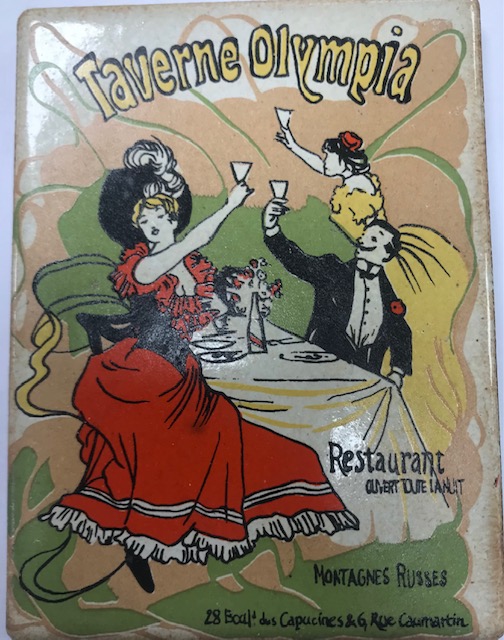 Taverne Olympia
Restaurant
OUVERT TOUTE LA NUIT
MONTAGNES RUSSES
28 Boul.d des Capucines & 6, Rue Caumartin